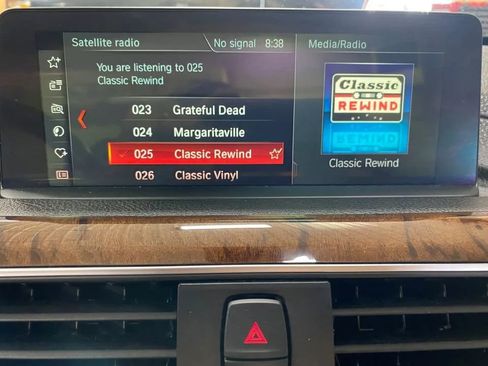 Satellite radio
No signal 8:38
Media/Radio
You are listening to 025
Classic Rewind
023 Grateful Dead
024 Margaritaville
025 Classic Rewind
026 Classic Vinyl
Classic
REWIND
Classic Rewind